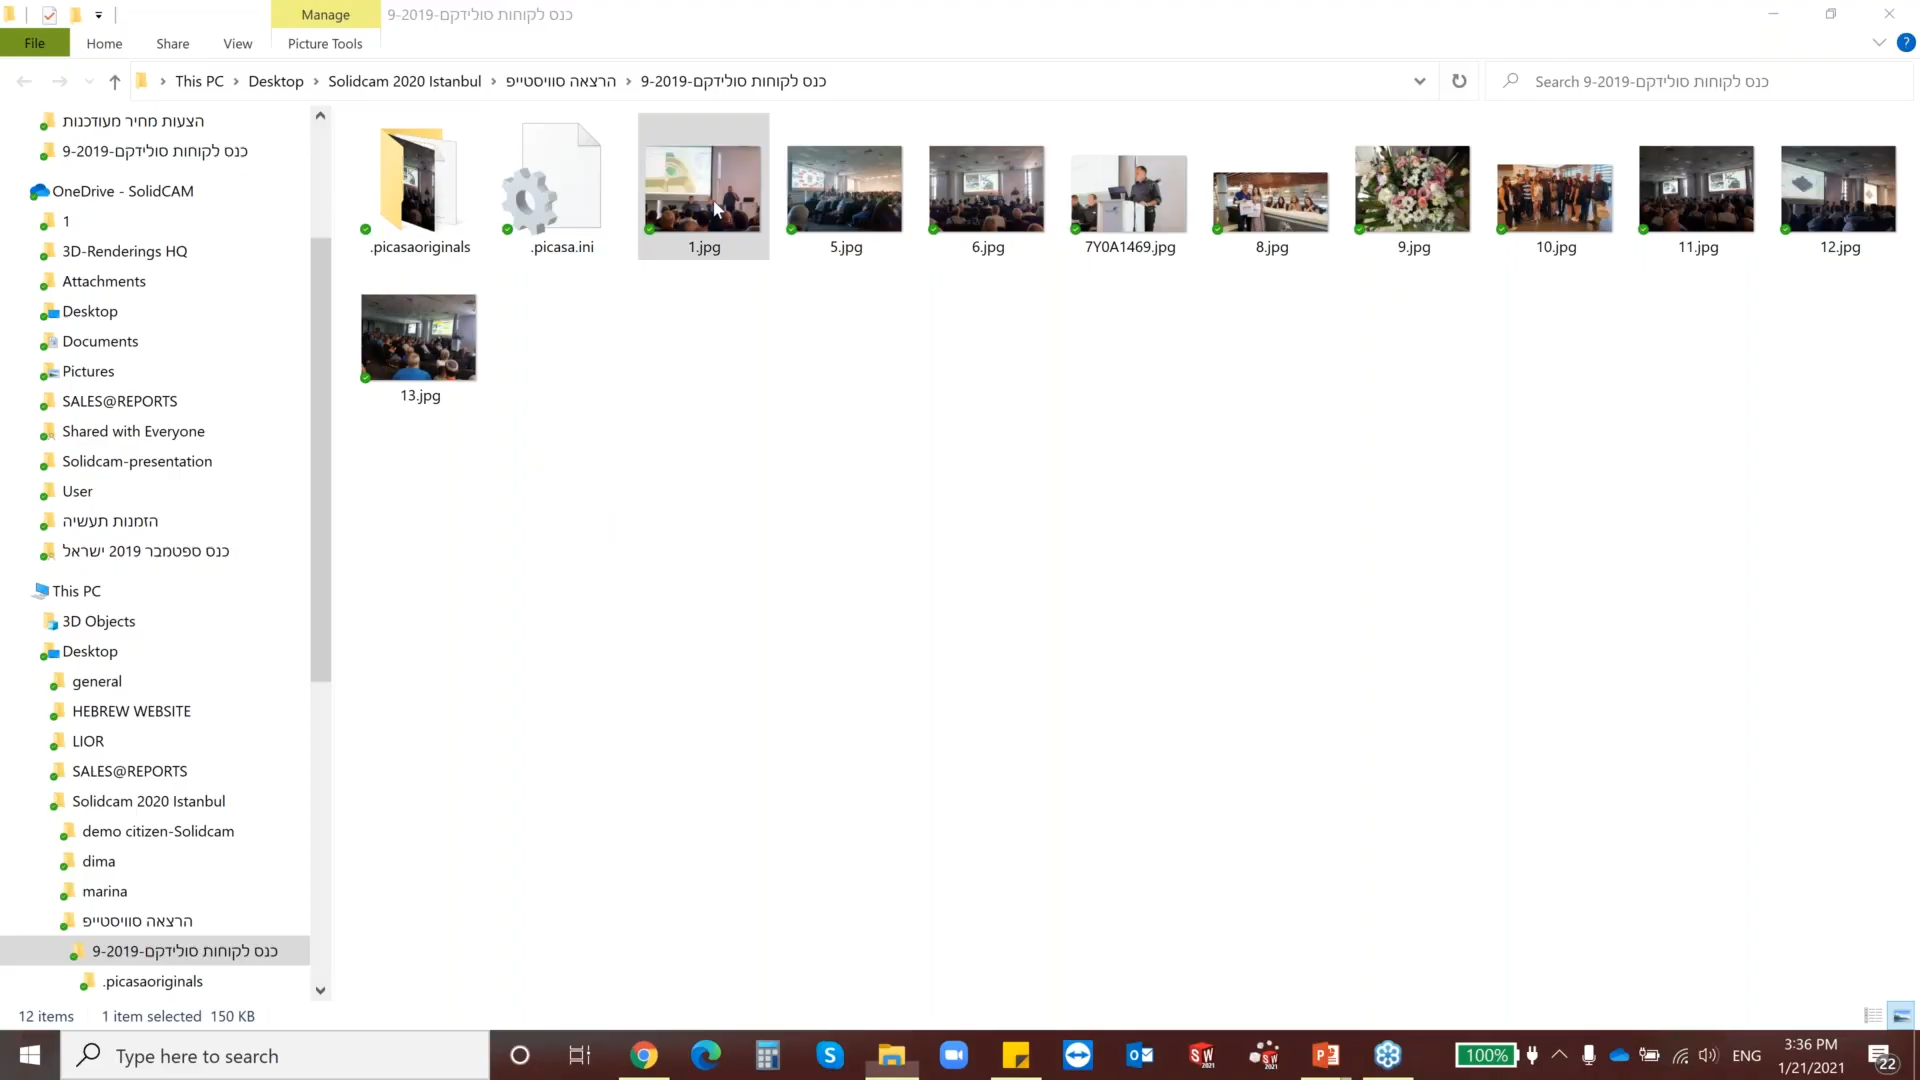 Manage
כנס לקוחות סולידקם-9-2019
File
Home
Share
View
Picture Tools
This PC
Desktop
Solidcam 2020 Istanbul
הרצאה סוויסטייפ
כנס לקוחות סולידקם-9-2019
Search כנס לקוחות סולידקם-9-2019
הצעות מחיר מעודכנות
כנס לקוחות סולידקם-9-2019
OneDrive - SolidCAM
1
3D-Renderings HQ
Attachments
Desktop
Documents
Pictures
SALES@REPORTS
Shared with Everyone
Solidcam-presentation
User
הזמנות תעשיה
כנס ספטמבר 2019 ישראל
This PC
3D Objects
Desktop
general
HEBREW WEBSITE
LIOR
SALES@REPORTS
Solidcam 2020 Istanbul
demo citizen-Solidcam
dima
marina
הרצאה סוויסטייפ
כנס לקוחות סולידקם-9-2019
.picasaoriginals
.picasaoriginals
.picasa.ini
1.jpg
5.jpg
6.jpg
7Y0A1469.jpg
8.jpg
9.jpg
10.jpg
11.jpg
12.jpg
13.jpg
12 items
1 item selected 150 KB
Type here to search
100%
ENG
3:36 PM
1/21/2021
22